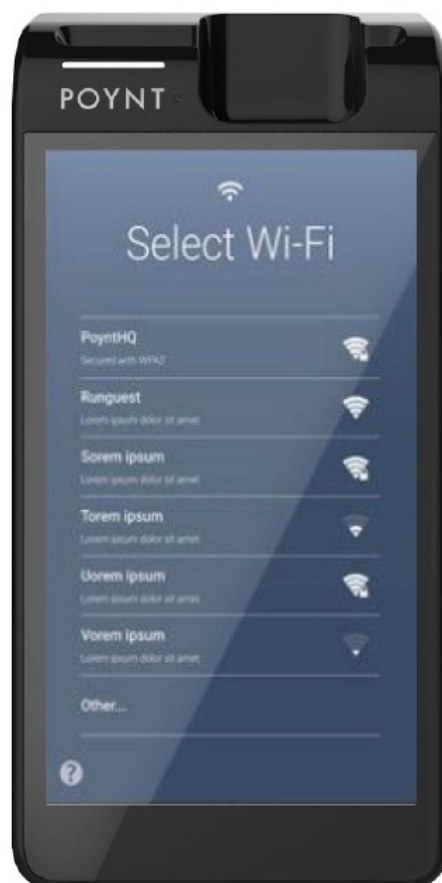 POYNT
Select Wi-Fi
PoyntHQ
Secured with WPA2
Runguest
Lorem ipsum dolor sit amet
Sorem ipsum
Lorem ipsum dolor sit amet
Torem ipsum
Lorem ipsum dolor sit amet
Uorem ipsum
Lorem ipsum dolor sit amet
Vorem ipsum
Lorem ipsum dolor sit amet
Other...
?